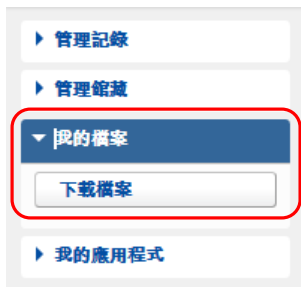 管理記錄
管理館藏
我的檔案
下載檔案
我的應用程式